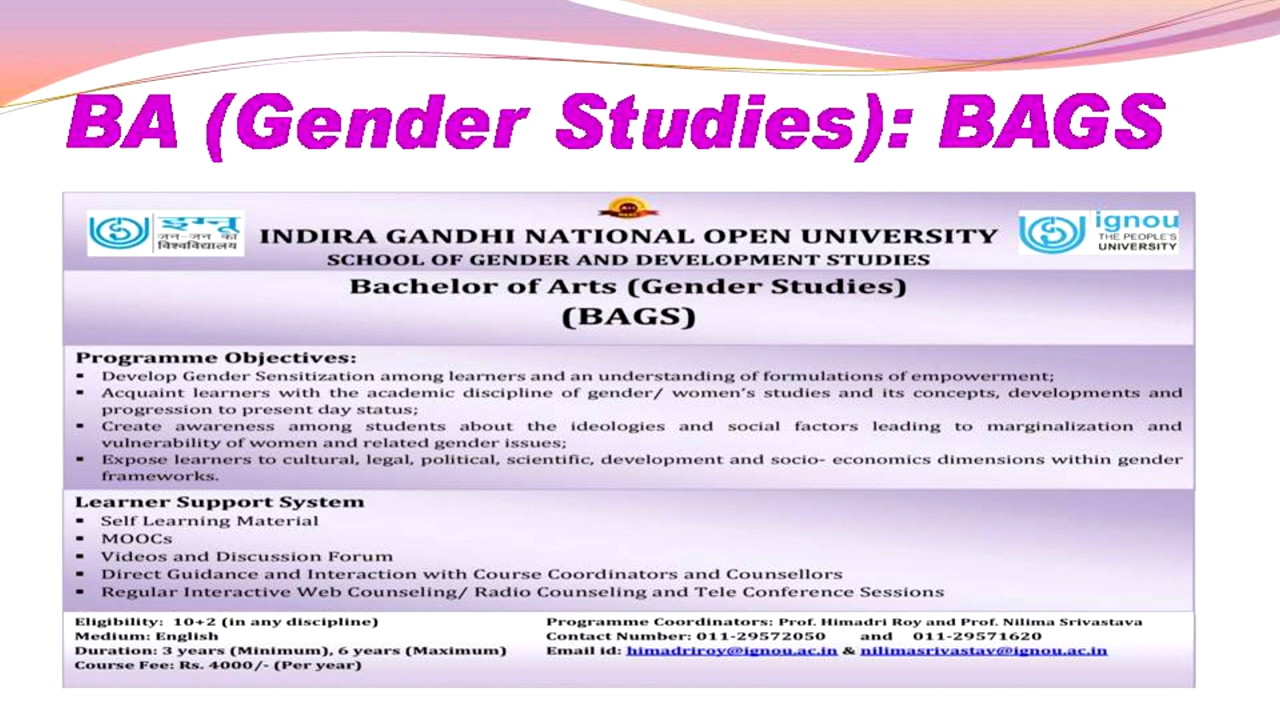 BA (Gender Studies): BAGS
इग्नू
जन-जन का
विश्वविद्यालय
A++
NAAC
ignou
THE PEOPLE'S
UNIVERSITY
INDIRA GANDHI NATIONAL OPEN UNIVERSITY
SCHOOL OF GENDER AND DEVELOPMENT STUDIES
Bachelor of Arts (Gender Studies)
(BAGS)
Programme Objectives:
▪ Develop Gender Sensitization among learners and an understanding of formulations of empowerment;
▪ Acquaint learners with the academic discipline of gender/ women's studies and its concepts, developments and
progression to present day status;
▪ Create awareness among students about the ideologies and social factors leading to marginalization and
vulnerability of women and related gender issues;
▪ Expose learners to cultural, legal, political, scientific, development and socio- economics dimensions within gender
frameworks.
Learner Support System
▪ Self Learning Material
▪ MOOCs
▪ Videos and Discussion Forum
▪ Direct Guidance and Interaction with Course Coordinators and Counsellors
▪ Regular Interactive Web Counseling/ Radio Counseling and Tele Conference Sessions
Eligibility: 10+2 (in any discipline)
Medium: English
Duration: 3 years (Minimum), 6 years (Maximum)
Course Fee: Rs. 4000/- (Per year)
Programme Coordinators: Prof. Himadri Roy and Prof. Nilima Srivastava
Contact Number: 011-29572050 and 011-29571620
Email id: himadriroy@ignou.ac.in & nilimasrivastav@ignou.ac.in